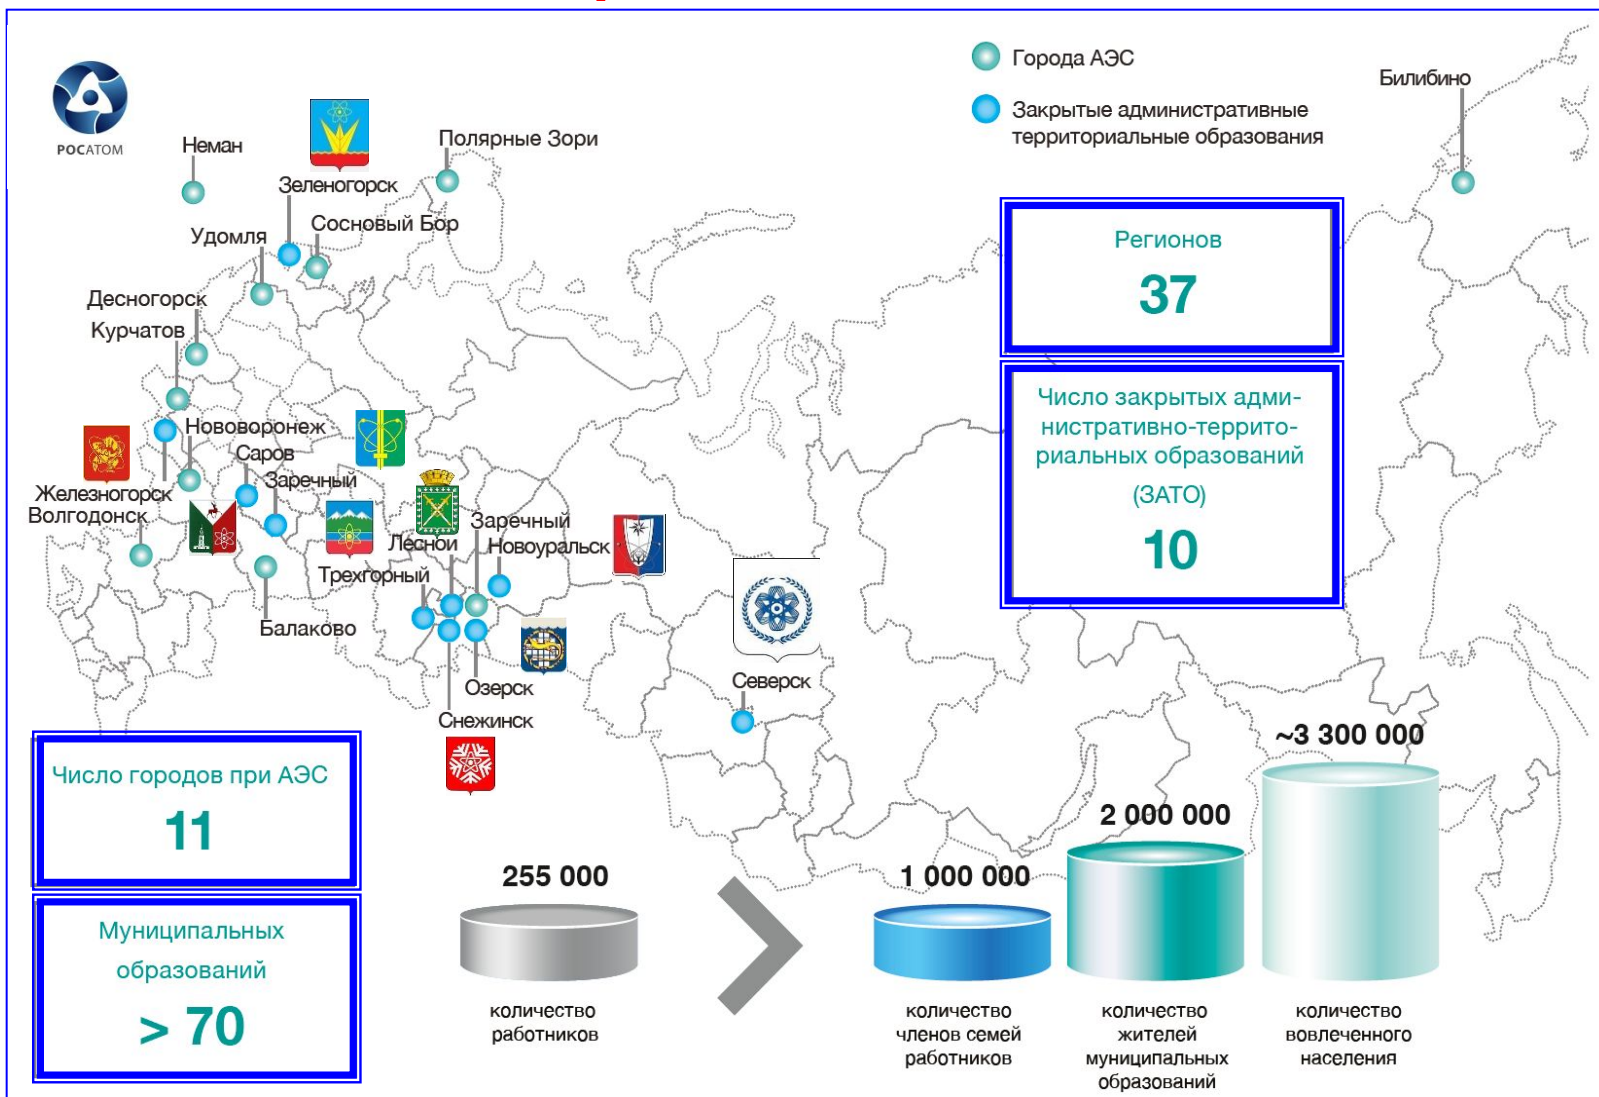 РОСАТОМ
Города АЭС
Закрытые административные
территориальные образования
Билибино
Неман
Полярные Зори
Зеленогорск
Сосновый Бор
Удомля
Десногорск
Курчатов
Нововоронеж
Саров
Заречный
Железногорск
Волгодонск
Балаково
Заречный
Лесной
Новоуральск
Трехгорный
Озерск
Снежинск
Северск
Регионов
37
Число закрытых адми-
нистративно-террито-
риальных образований
(ЗАТО)
10
Число городов при АЭС
11
Муниципальных
образований
> 70
255 000
количество
работников
1 000 000
количество
членов семей
работников
2 000 000
количество
жителей
муниципальных
образований
~3 300 000
количество
вовлеченного
населения